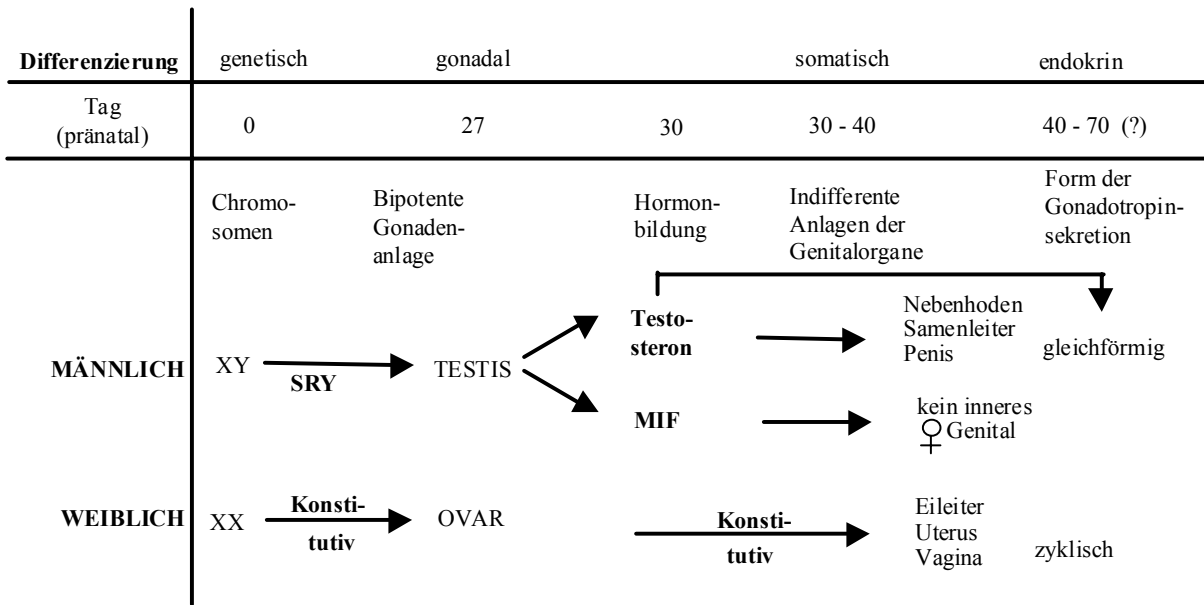 Differenzierung genetisch gonadal somatisch endokrin
Tag
(pränatal) 0 27 30 30 - 40 40 - 70 (?)
Chromo-
somen
Bipotente
Gonaden-
anlage
Hormon-
bildung
Indifferente
Anlagen der
Genitalorgane
Form der
Gonadotropin-
sekretion
MÄNNLICH
XY
SRY
TESTIS
Testo-
steron
Nebenhoden
Samenleiter
Penis
gleichförmig
MIF
kein inneres
♀ Genital
WEIBLICH
XX
Konsti-
tutiv
OVAR
Konsti-
tutiv
Eileiter
Uterus
Vagina
zyklisch